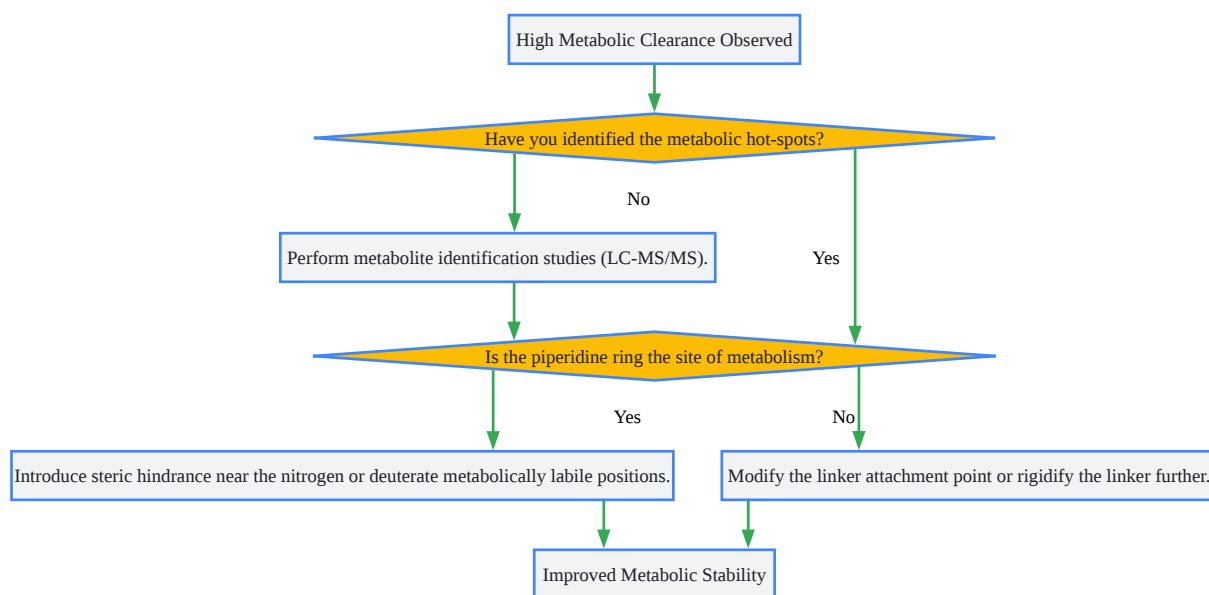 High Metabolic Clearance Observed
Have you identified the metabolic hot-spots?
No
Perform metabolite identification studies (LC-MS/MS).
Yes
Is the piperidine ring the site of metabolism?
Yes
No
Introduce steric hindrance near the nitrogen or deuterate metabolically labile positions.
Modify the linker attachment point or rigidify the linker further.
Improved Metabolic Stability